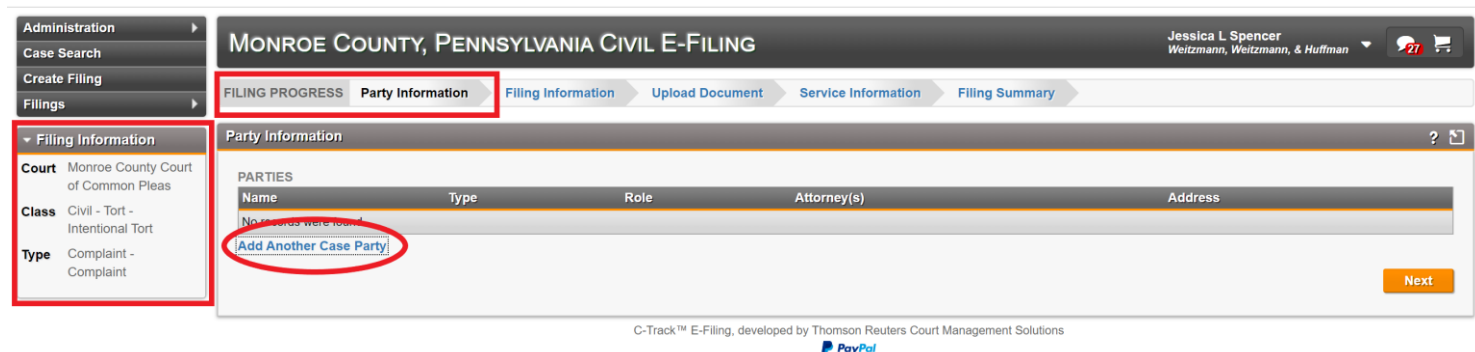 Administration
Case Search
Create Filing
Filings
MONROE COUNTY, PENNSYLVANIA CIVIL E-FILING
Jessica L Spencer
Weitzmann, Weitzmann, & Huffman
27
FILING PROGRESS Party Information Filing Information Upload Document Service Information Filing Summary
Filing Information
Court Monroe County Court
of Common Pleas
Class Civil - Tort -
Intentional Tort
Type Complaint -
Complaint
Party Information
?
PARTIES
Name Type Role Attorney(s) Address
No records were found
Add Another Case Party
Next
C-Track™ E-Filing, developed by Thomson Reuters Court Management Solutions
PayPal